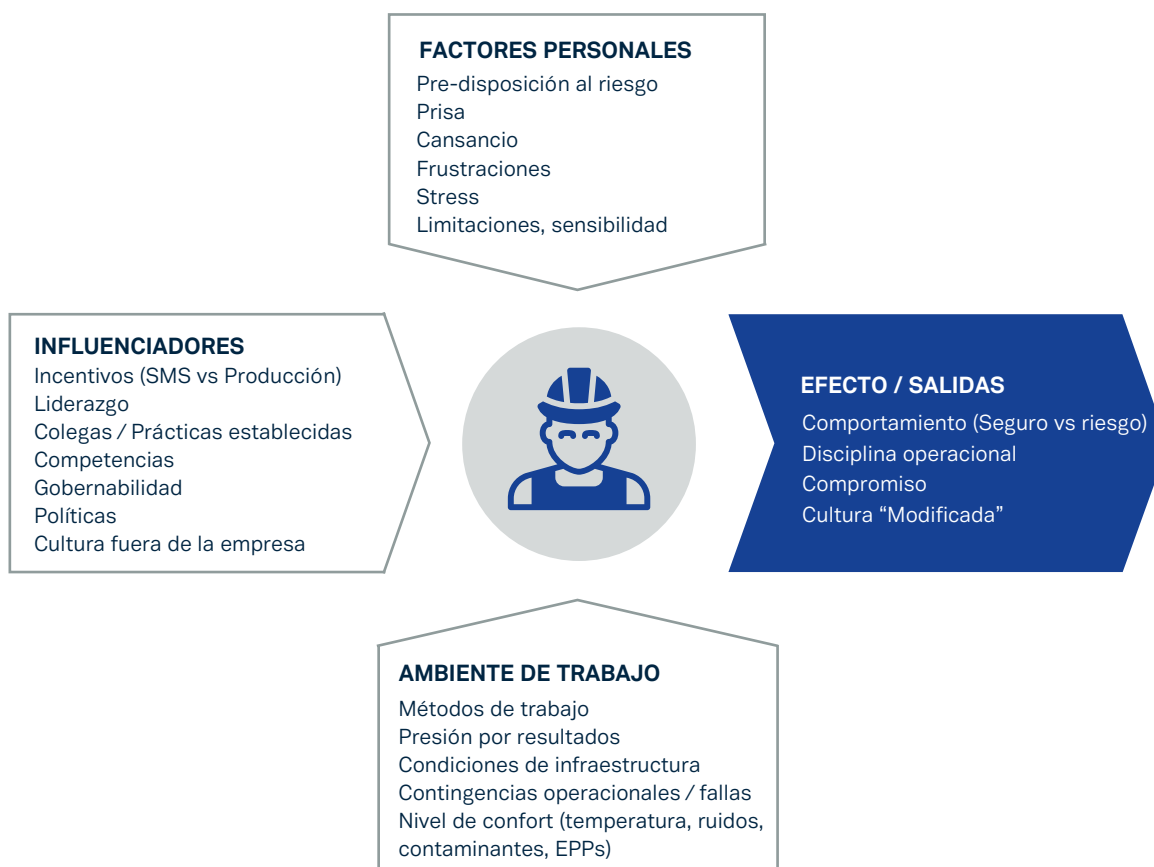 FACTORES PERSONALES
Pre-disposición al riesgo
Prisa
Cansancio
Frustraciones
Stress
Limitaciones, sensibilidad
INFLUENCIADORES
Incentivos (SMS vs Producción)
Liderazgo
Colegas / Prácticas establecidas
Competencias
Gobernabilidad
Políticas
Cultura fuera de la empresa
EFECTO / SALIDAS
Comportamiento (Seguro vs riesgo)
Disciplina operacional
Compromiso
Cultura “Modificada”
AMBIENTE DE TRABAJO
Métodos de trabajo
Presión por resultados
Condiciones de infraestructura
Contingencias operacionales / fallas
Nivel de confort (temperatura, ruidos,
contaminantes, EPPs)